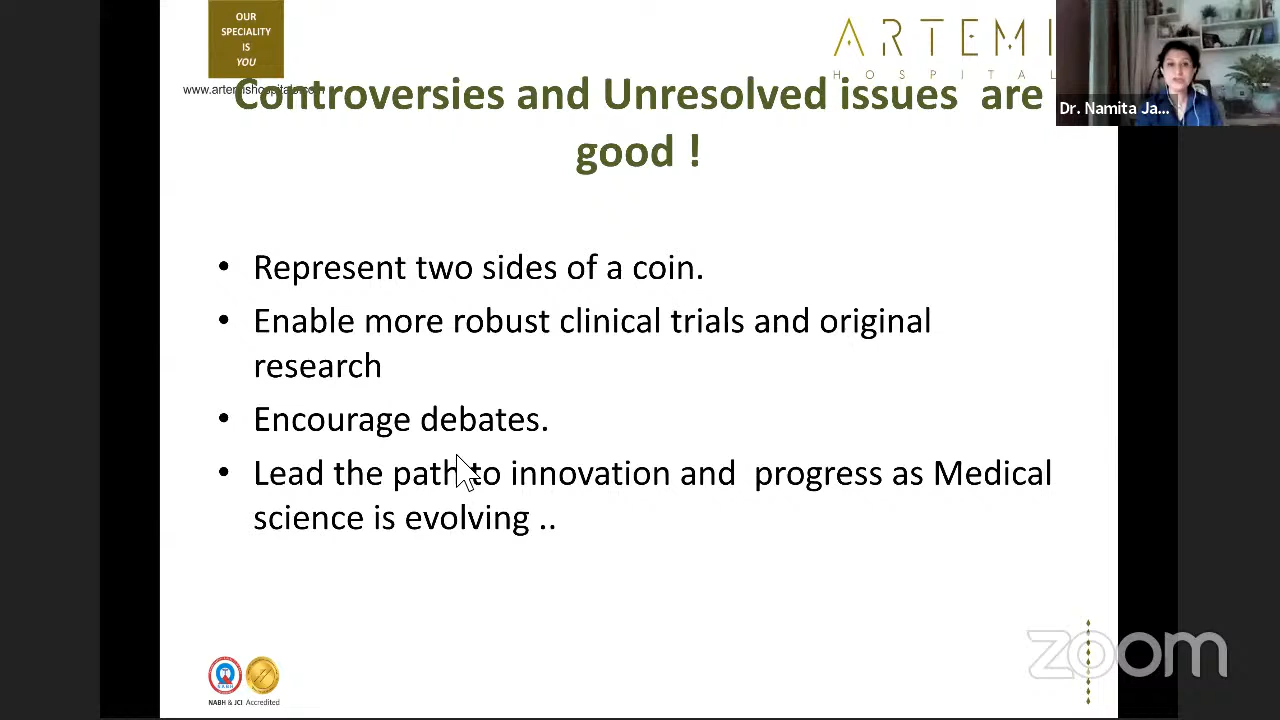 OUR
SPECIALITY
IS
YOU
www.artemishospitals.com
ARTEMI
HOSPITAL
Dr. Namita Ja...
Controversies and Unresolved issues are
good !
• Represent two sides of a coin.
• Enable more robust clinical trials and original
research
• Encourage debates.
• Lead the path to innovation and progress as Medical
science is evolving ..
NABH & JCI Accredited
zoom